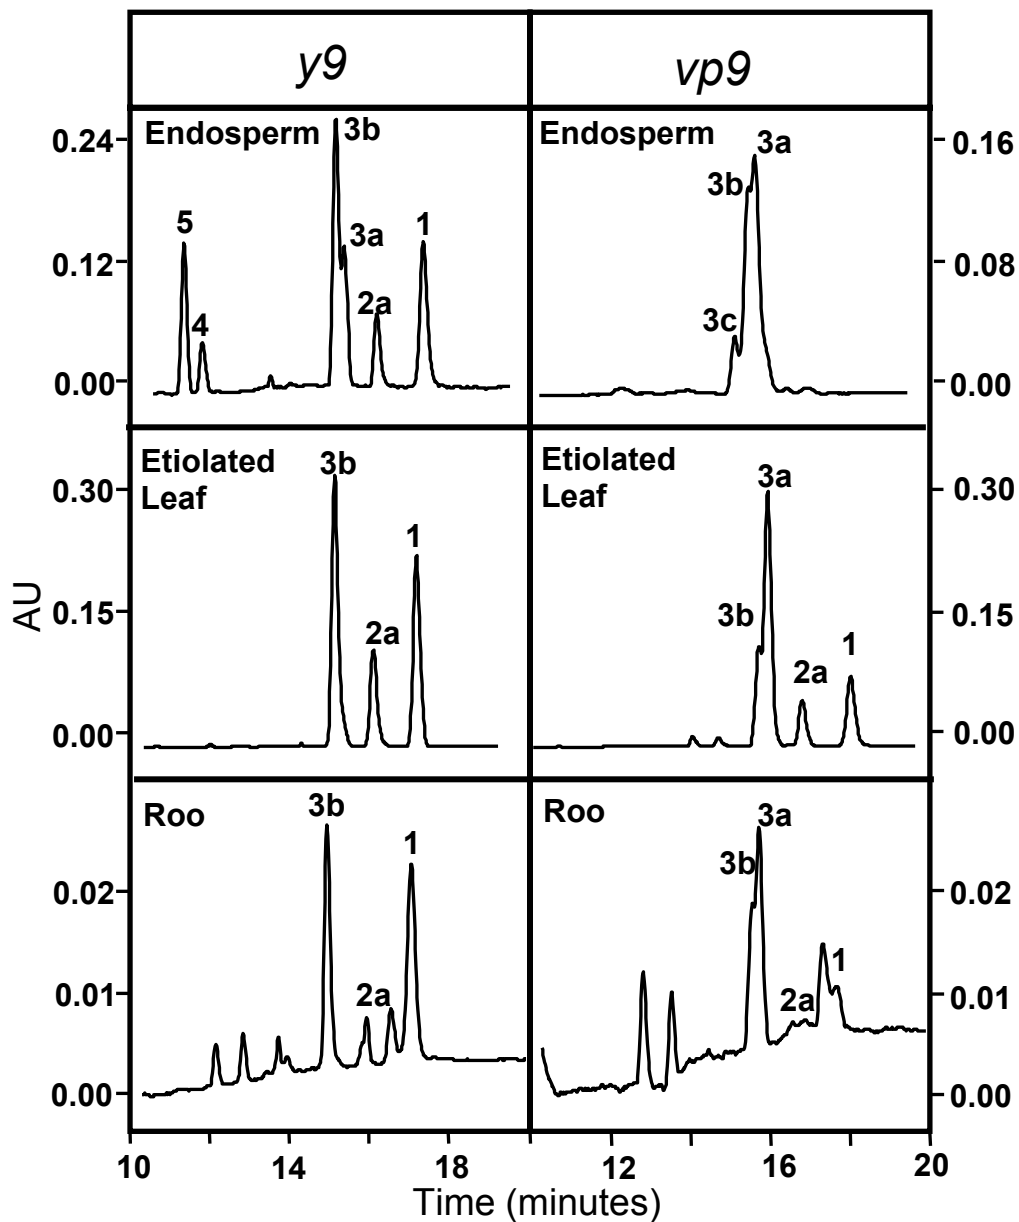 y9
vp9
Endosperm
3b
3a
5
4
2a
1
0.24
0.12
0.00
Endosperm
3a
3b
3c
0.16
0.08
0.00
Etiolated
Leaf
3b
2a
1
0.30
0.15
0.00
Etiolated
Leaf
3a
3b
2a
1
0.30
0.15
0.00
AU
Roo
3b
2a
1
0.02
0.01
0.00
Roo
3a
3b
2a
1
0.02
0.01
0.00
10 14 18 12 16 20
Time (minutes)